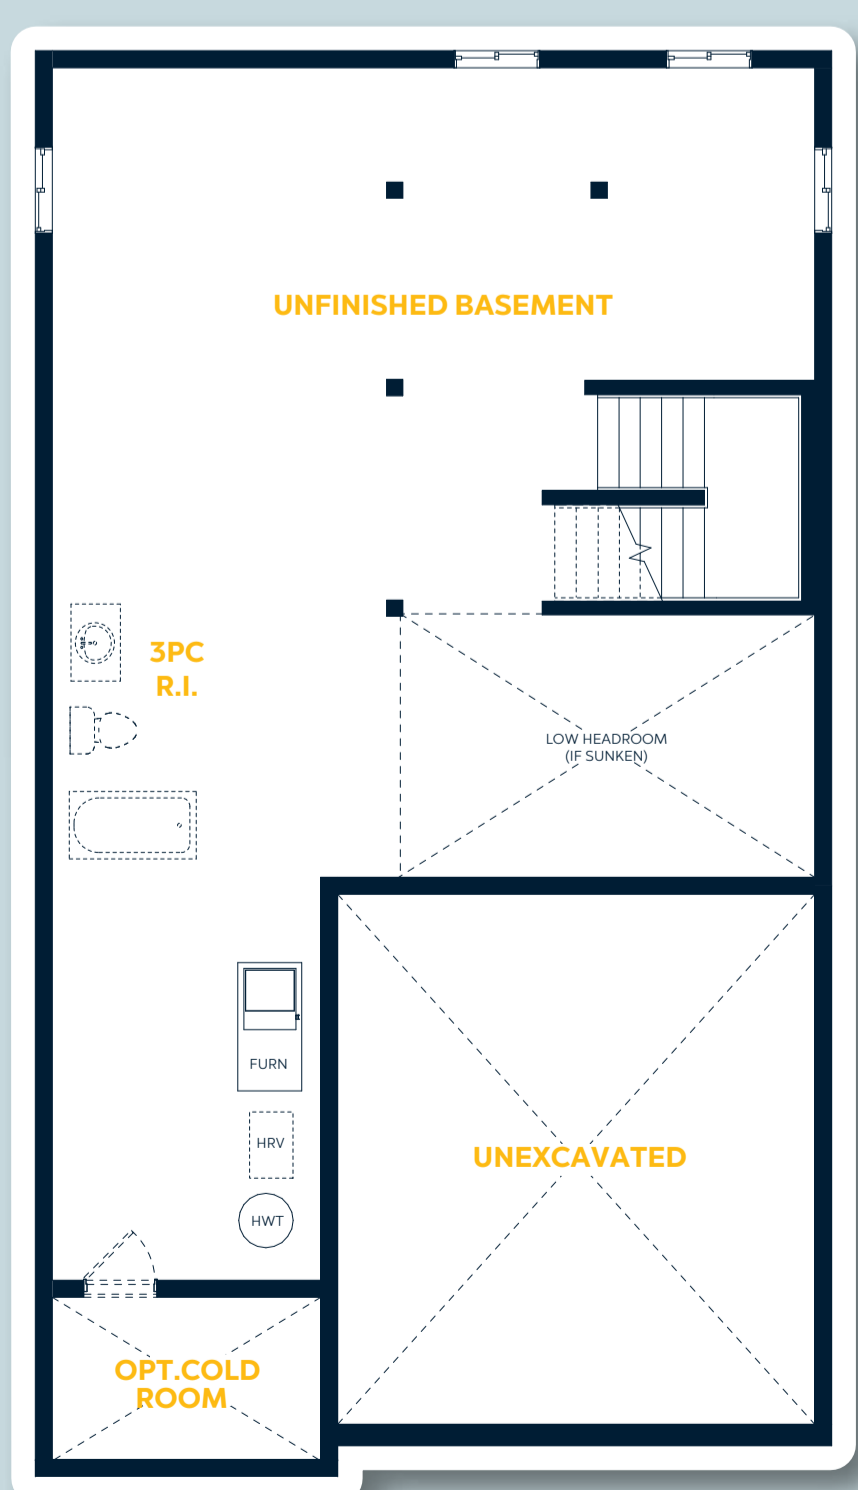 UNFINISHED BASEMENT
3PC
R.I.
LOW HEADROOM
(IF SUNKEN)
FURN
HRV
UNEXCAVATED
HWT
OPT.COLD
ROOM